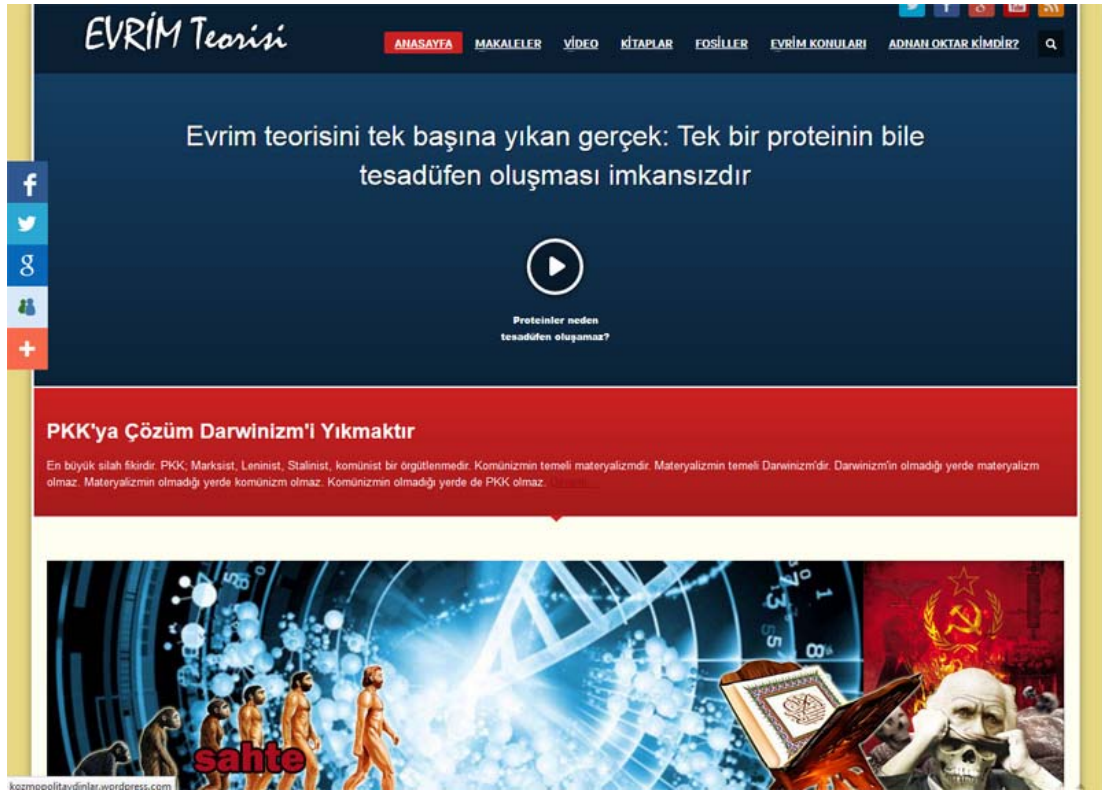 EVRİM Teorisi
ANASAYFA MAKALELER VİDEO KİTAPLAR FOSİLLER EVRİM KONULARI ADNAN OKTAR KİMDİR?
Evrim teorisini tek başına yıkan gerçek: Tek bir proteinin bile
tesadüfen oluşması imkansızdır
Proteinler neden
tesadüfen oluşamaz?
PKK'ya Çözüm Darwinizm'i Yıkmaktır
En büyük silah fikirdir. PKK; Marksist, Leninist, Stalinist, komünist bir örgütlenmedir. Komünizmin temeli materyalizmdir. Materyalizmin temeli Darwinizm'dir. Darwinizm'in olmadığı yerde materyalizm
olmaz. Materyalizmin olmadığı yerde komünizm olmaz. Komünizmin olmadığı yerde de PKK olmaz.
sahte
kozmopolitaydinlar.wordpress.com